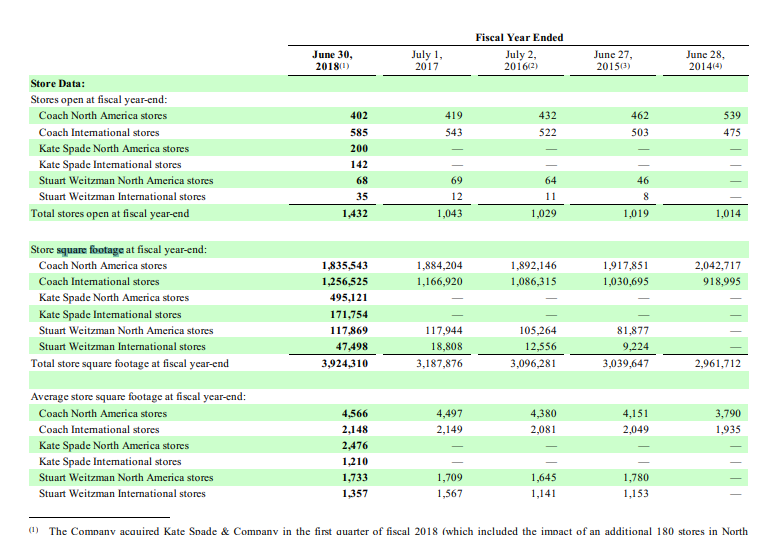 Fiscal Year Ended
June 30, 2018(1) July 1, 2017 July 2, 2016(2) June 27, 2015(3) June 28, 2014(4)
Store Data:
Stores open at fiscal year-end:
Coach North America stores 402 419 432 462 539
Coach International stores 585 543 522 503 475
Kate Spade North America stores 200 — — — —
Kate Spade International stores 142 — — — —
Stuart Weitzman North America stores 68 69 64 46 —
Stuart Weitzman International stores 35 12 11 8 —
Total stores open at fiscal year-end 1,432 1,043 1,029 1,019 1,014
Store square footage at fiscal year-end:
Coach North America stores 1,835,543 1,884,204 1,892,146 1,917,851 2,042,717
Coach International stores 1,256,525 1,166,920 1,086,315 1,030,695 918,995
Kate Spade North America stores 495,121 — — — —
Kate Spade International stores 171,754 — — — —
Stuart Weitzman North America stores 117,869 117,944 105,264 81,877 —
Stuart Weitzman International stores 47,498 18,808 12,556 9,224 —
Total store square footage at fiscal year-end 3,924,310 3,187,876 3,096,281 3,039,647 2,961,712
Average store square footage at fiscal year-end:
Coach North America stores 4,566 4,497 4,380 4,151 3,790
Coach International stores 2,148 2,149 2,081 2,049 1,935
Kate Spade North America stores 2,476 — — — —
Kate Spade International stores 1,210 — — — —
Stuart Weitzman North America stores 1,733 1,709 1,645 1,780 —
Stuart Weitzman International stores 1,357 1,567 1,141 1,153 —
(1) The Company acquired Kate Spade & Company in the first quarter of fiscal 2018 (which included the impact of an additional 180 stores in North